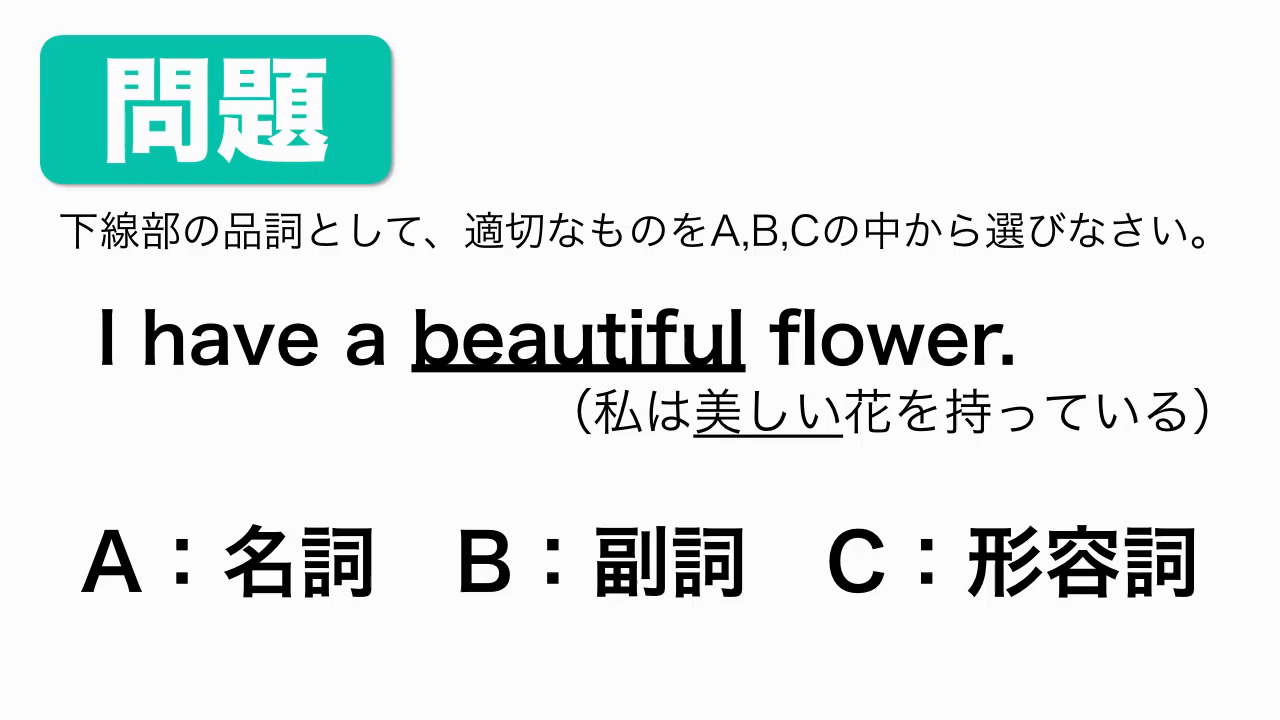 問題
下線部の品詞として、適切なものをA,B,Cの中から選びなさい。
I have a beautiful flower.
（私は美しい花を持っている）
A：名詞　B：副詞　C：形容詞